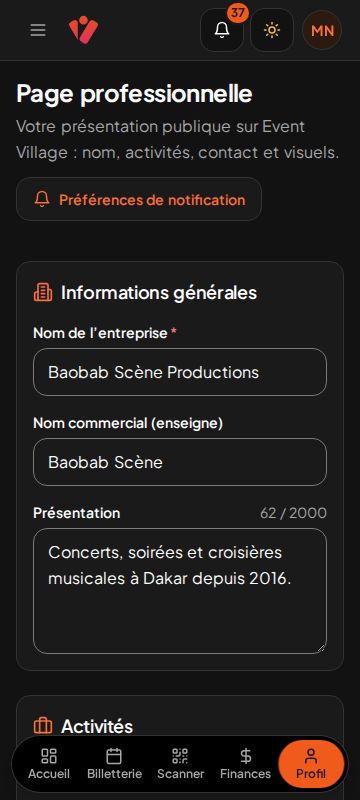 37
MN
Page professionnelle
Votre présentation publique sur Event
Village : nom, activités, contact et visuels.
Préférences de notification
Informations générales
Nom de l'entreprise *
Baobab Scène Productions
Nom commercial (enseigne)
Baobab Scène
Présentation 62 / 2000
Concerts, soirées et croisières
musicales à Dakar depuis 2016.
Activités
Accueil Billetterie Scanner Finances Profil